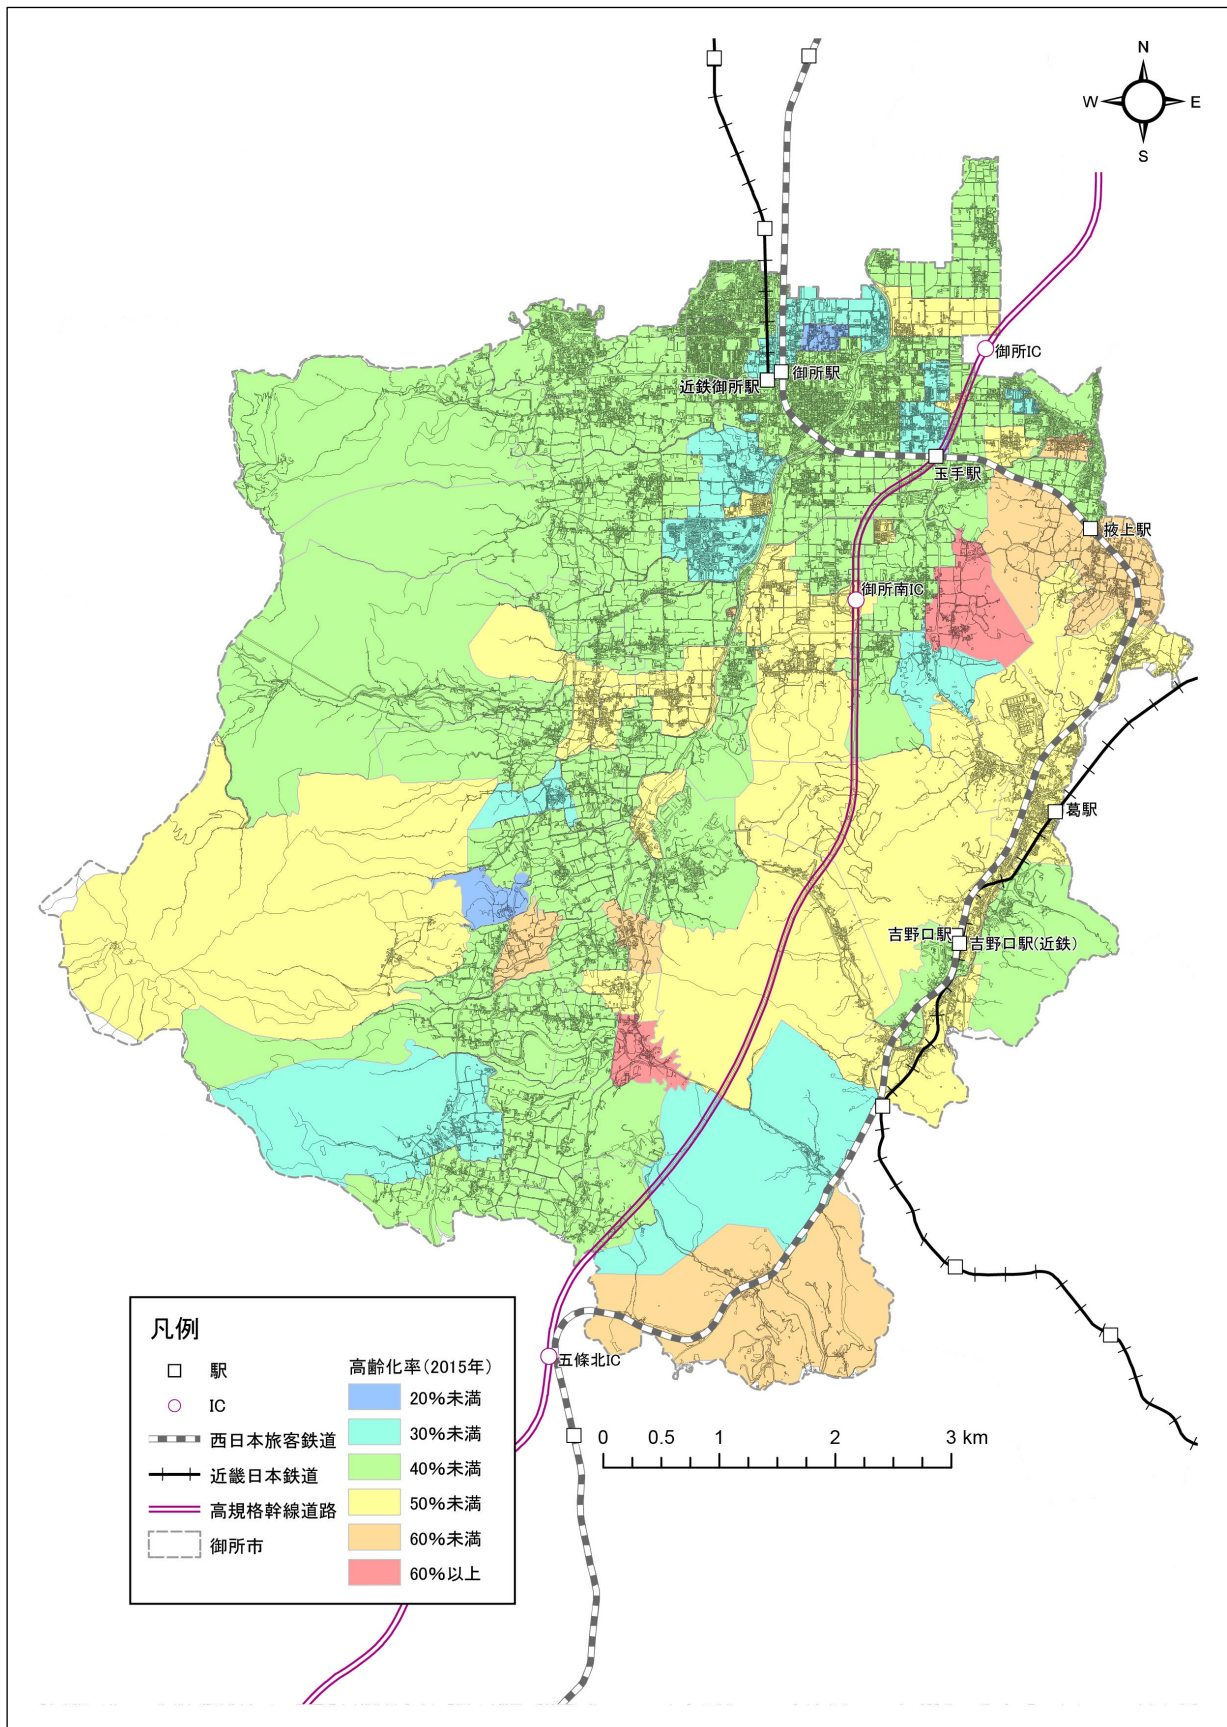 N
W
E
S
御所IC
御所駅
近鉄御所駅
玉手駅
掖上駅
御所南IC
葛駅
吉野口駅
吉野口駅(近鉄)
五條北IC
凡例
駅
IC
西日本旅客鉄道
近畿日本鉄道
高規格幹線道路
御所市
高齢化率(2015年)
20%未満
30%未満
40%未満
50%未満
60%未満
60%以上
0 0.5 1 2 3 km